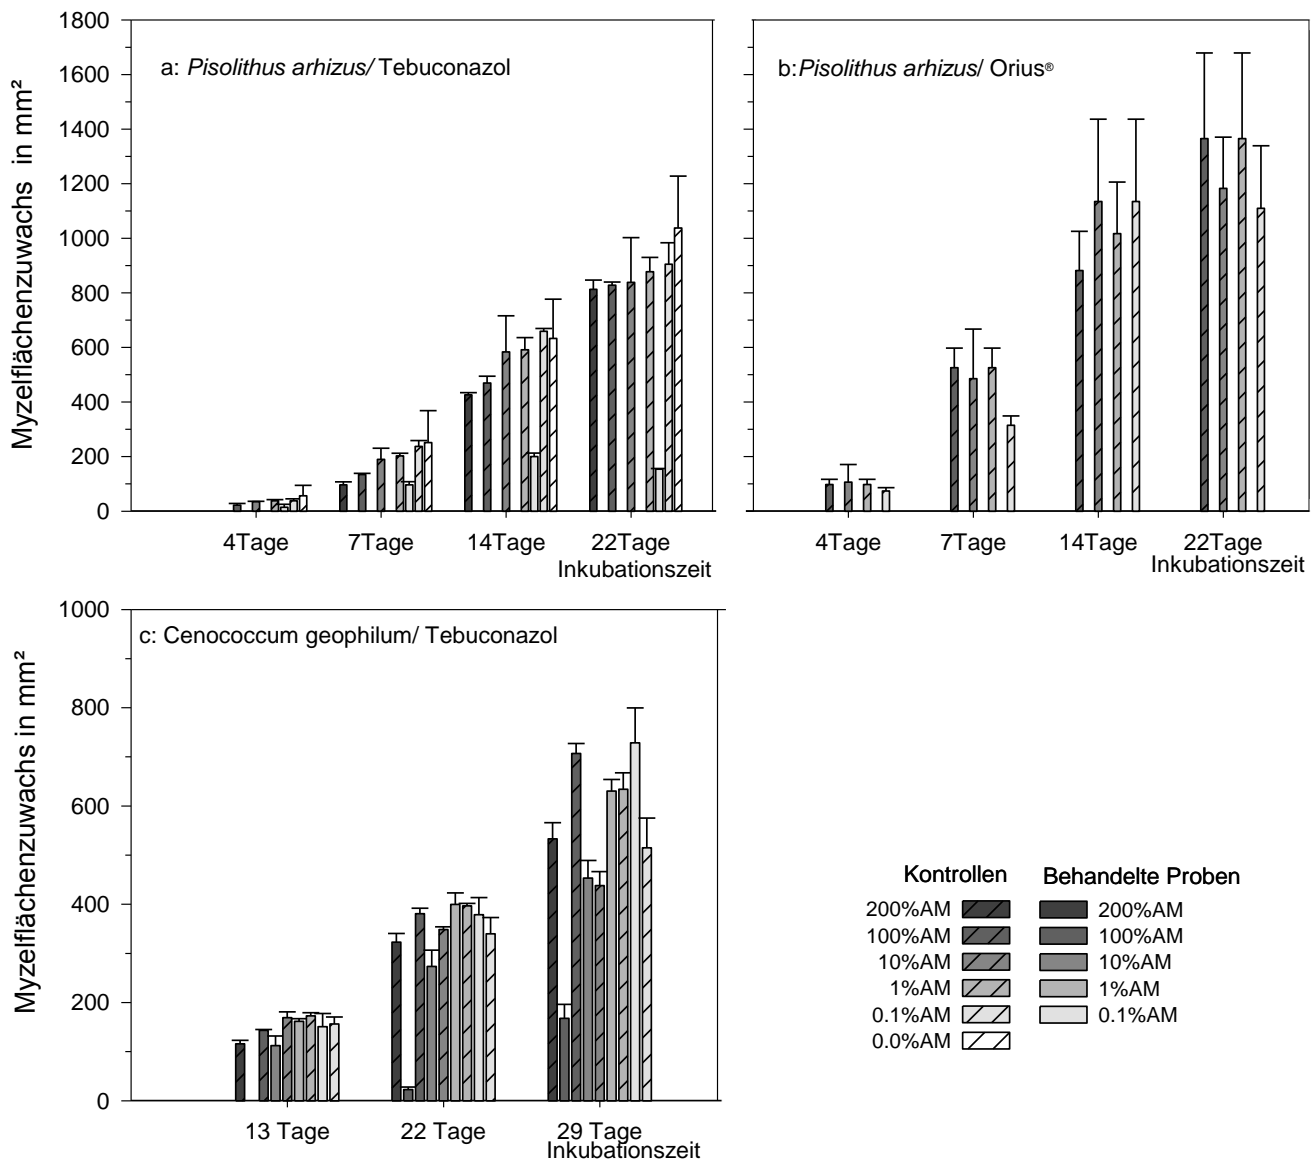 Myzelflächenzuwachs in mm²
1800
1600
1400
1200
1000
800
600
400
200
0
a: Pisolithus arhizus/ Tebuconazol
4Tage 7Tage 14Tage 22Tage
Inkubationszeit
b:Pisolithus arhizus/ Orius®
4Tage 7Tage 14Tage 22Tage
Inkubationszeit
Myzelflächenzuwachs in mm²
1000
800
600
400
200
0
c: Cenococcum geophilum/ Tebuconazol
13 Tage 22 Tage 29 Tage
Inkubationszeit
Kontrollen Behandelte Proben
200%AM 200%AM
100%AM 100%AM
10%AM 10%AM
1%AM 1%AM
0.1%AM 0.1%AM
0.0%AM